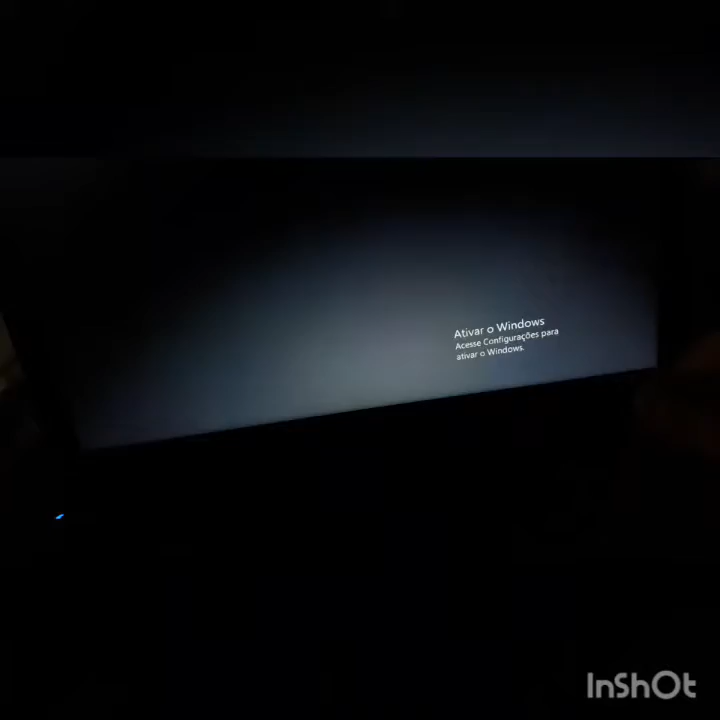 Ativar o Windows
Acesse Configurações para
ativar o Windows.
InShOt